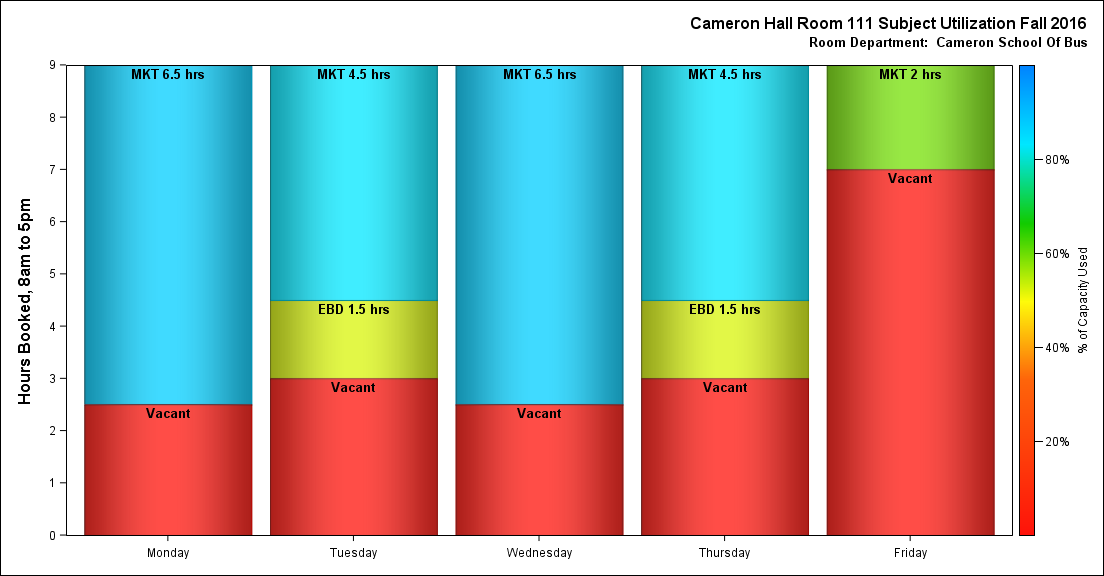 Cameron Hall Room 111 Subject Utilization Fall 2016
Room Department:  Cameron School Of Bus
Hours Booked, 8am to 5pm
9
8
7
6
5
4
3
2
1
0
MKT 6.5 hrs
Vacant
MKT 4.5 hrs
EBD 1.5 hrs
Vacant
MKT 6.5 hrs
Vacant
MKT 4.5 hrs
EBD 1.5 hrs
Vacant
MKT 2 hrs
Vacant
Monday
Tuesday
Wednesday
Thursday
Friday
80%
60%
40%
20%
% of Capacity Used